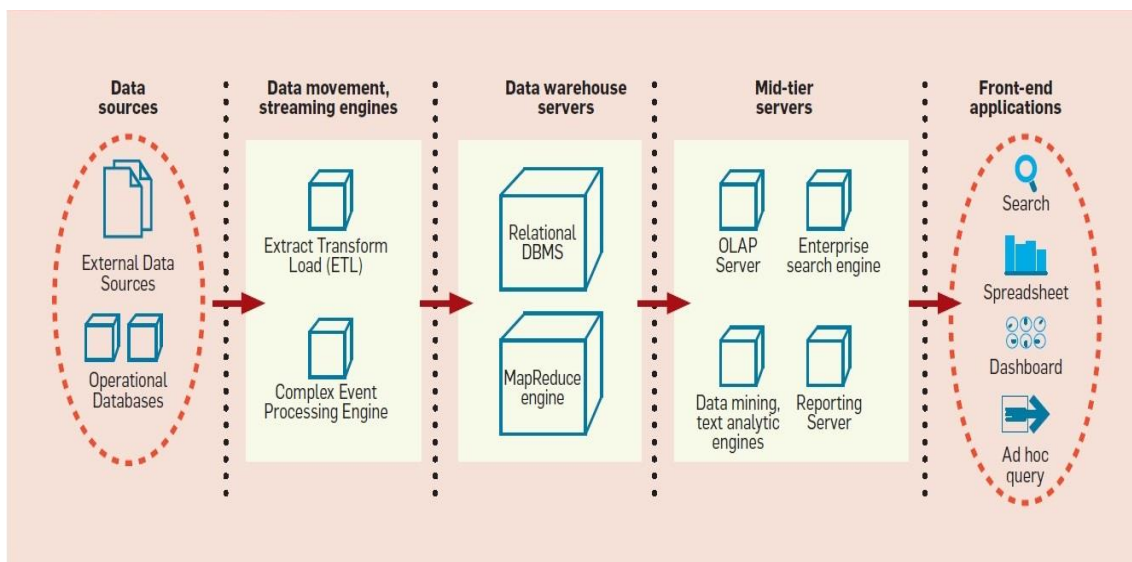 Data
sources
Data movement,
streaming engines
Data warehouse
servers
Mid-tier
servers
Front-end
applications
External Data
Sources
Operational
Databases
Extract Transform
Load (ETL)
Complex Event
Processing Engine
Relational
DBMS
MapReduce
engine
OLAP
Server
Enterprise
search engine
Data mining,
text analytic
engines
Reporting
Server
Search
Spreadsheet
Dashboard
Ad hoc
query